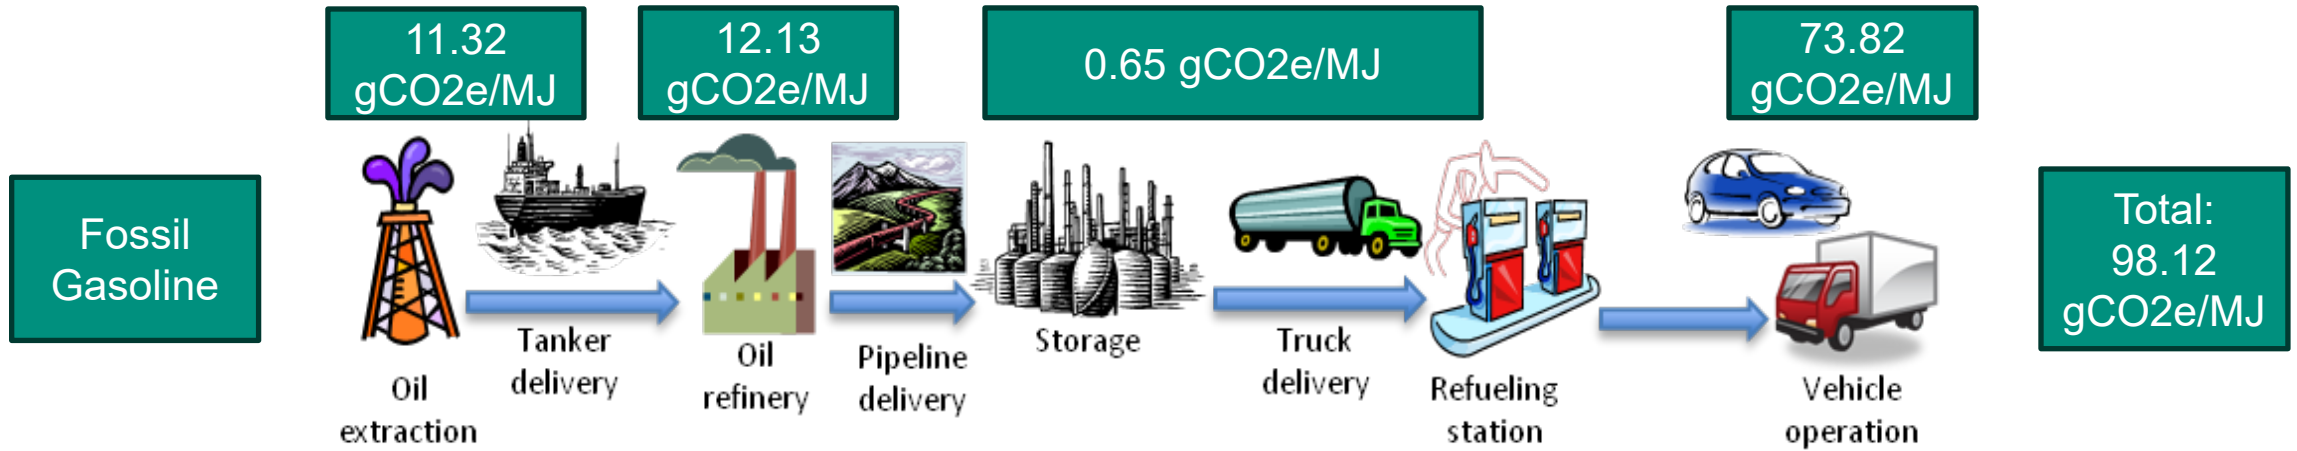 11.32
gCO2e/MJ
12.13
gCO2e/MJ
0.65 gCO2e/MJ
73.82
gCO2e/MJ
Fossil
Gasoline
Total:
98.12
gCO2e/MJ
Oil
extraction
Tanker
delivery
Oil
refinery
Pipeline
delivery
Storage
Truck
delivery
Refueling
station
Vehicle
operation